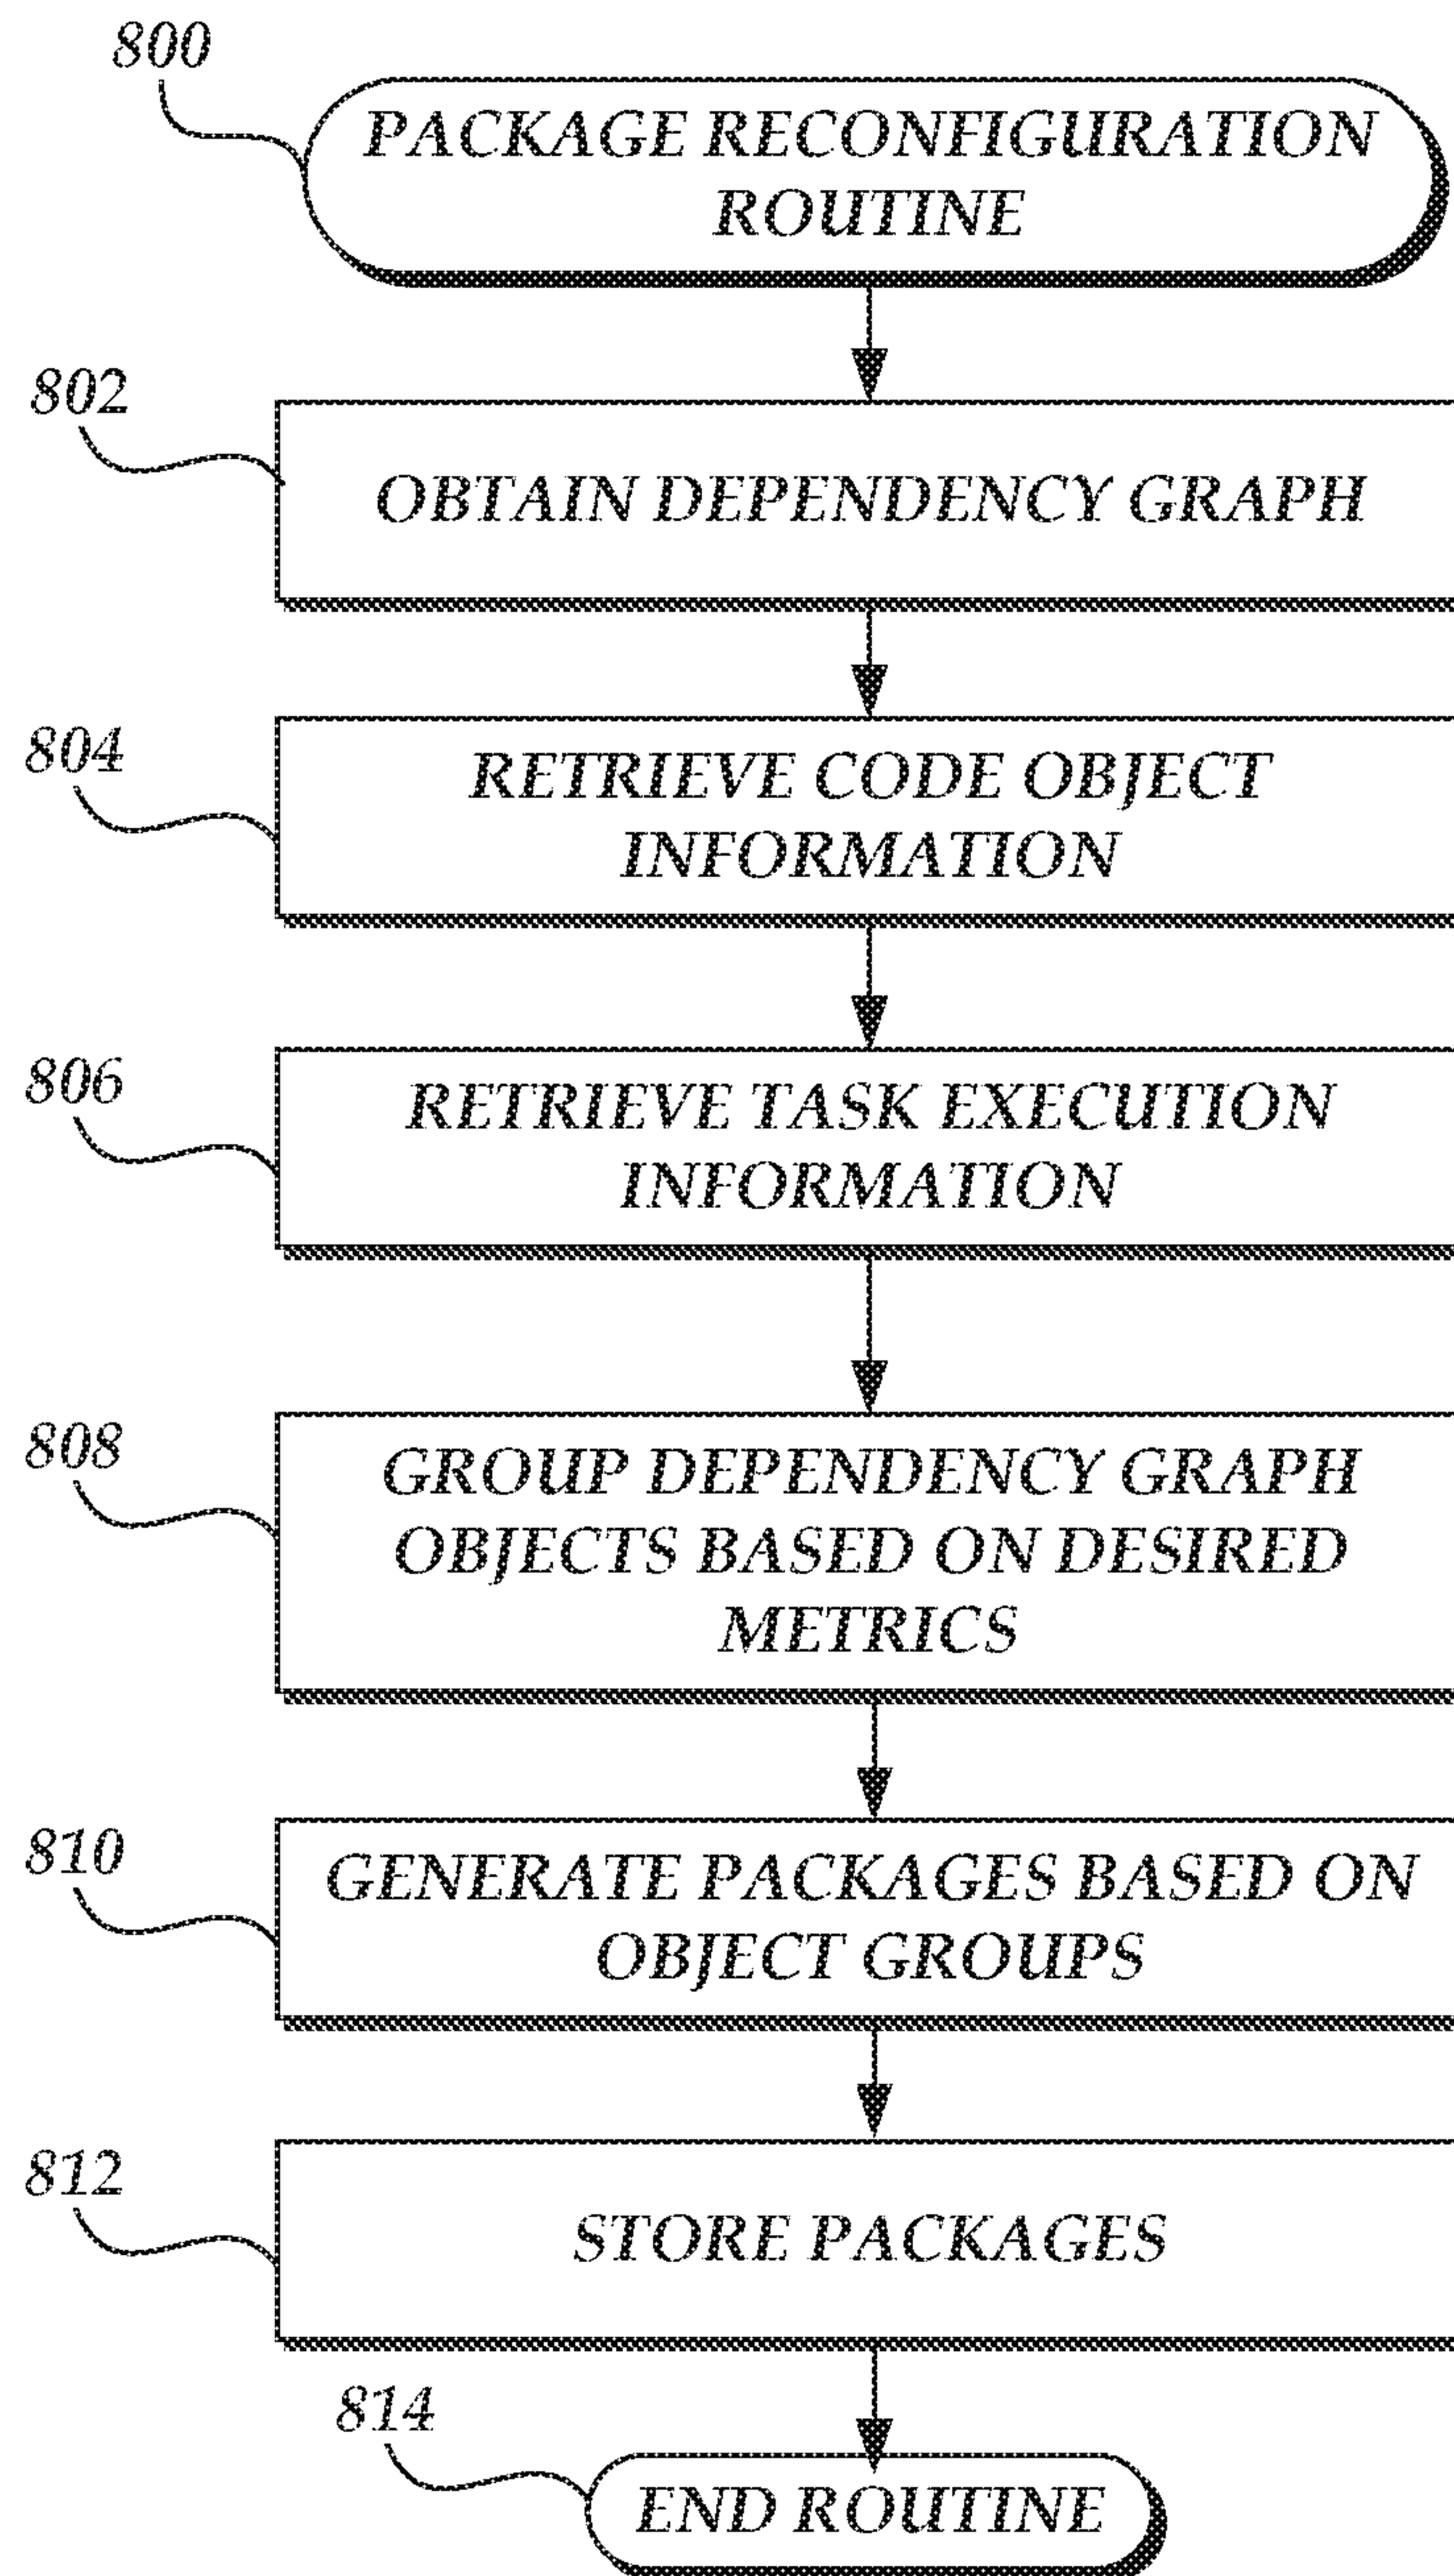 800
PACKAGE RECONFIGURATION
ROUTINE
802
OBTAIN DEPENDENCY GRAPH
804
RETRIEVE CODE OBJECT
INFORMATION
806
RETRIEVE TASK EXECUTION
INFORMATION
808
GROUP DEPENDENCY GRAPH
OBJECTS BASED ON DESIRED
METRICS
810
GENERATE PACKAGES BASED ON
OBJECT GROUPS
812
STORE PACKAGES
814
END ROUTINE